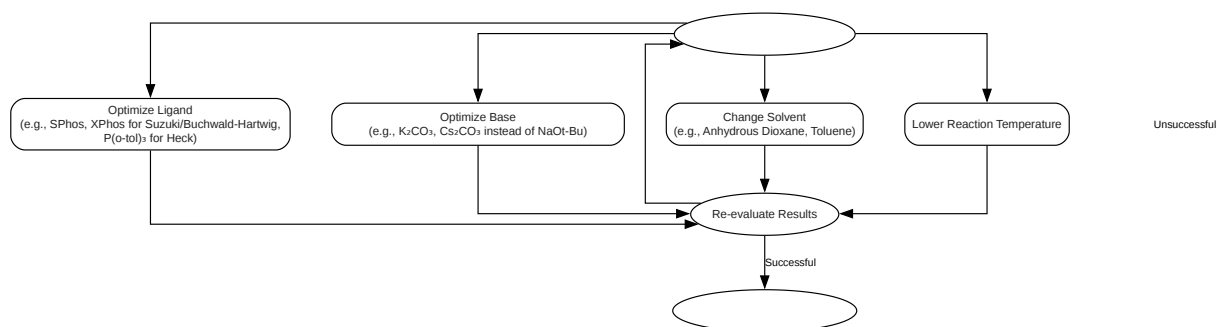 Optimize Ligand
(e.g., SPhos, XPhos for Suzuki/Buchwald-Hartwig,
P(o-tol)₃ for Heck)
Optimize Base
(e.g., K₂CO₃, Cs₂CO₃ instead of NaOt-Bu)
Change Solvent
(e.g., Anhydrous Dioxane, Toluene)
Lower Reaction Temperature
Unsuccessful
Re-evaluate Results
Successful